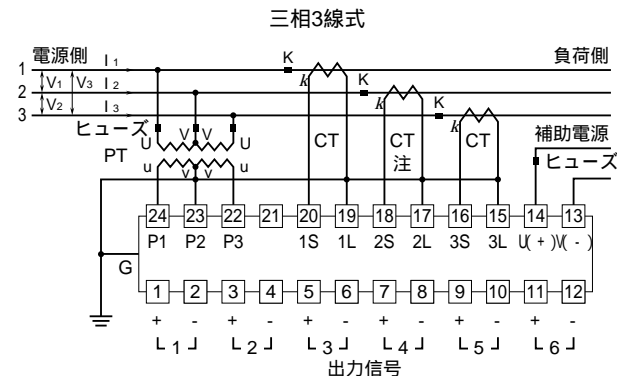 三相3線式
電源側 I1 K K 負荷側
1 V1 V3 I2 k K
2 V2 I3 k K
3 k
ヒューズ U V V U CT CT CT 補助電源
PT 注 ヒューズ
u v v u
24 23 22 21 20 19 18 17 16 15 14 13
P1 P2 P3 1S 1L 2S 2L 3S 3L U(+) V(-)
G
1 2 3 4 5 6 7 8 9 10 11 12
+ - + - + - + - + - + -
1 2 3 4 5 6
出力信号